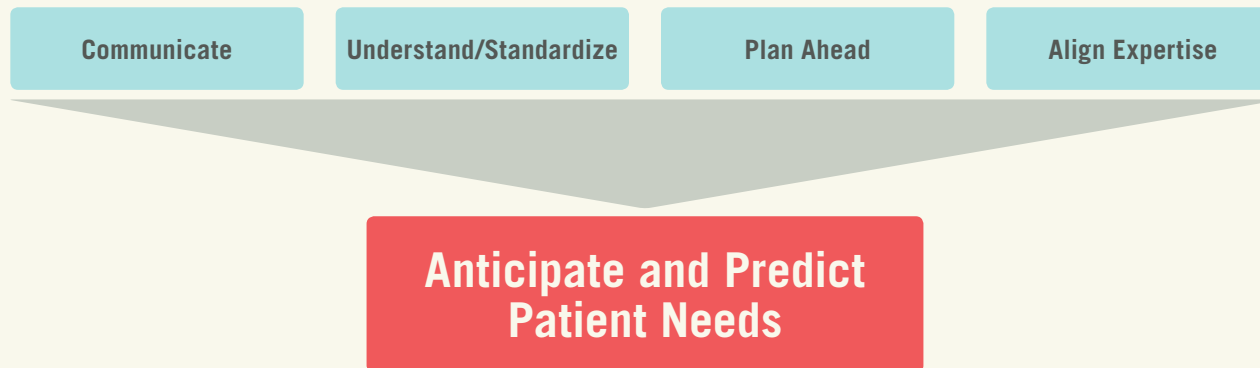 Communicate
Understand/Standardize
Plan Ahead
Align Expertise
Anticipate and Predict
Patient Needs